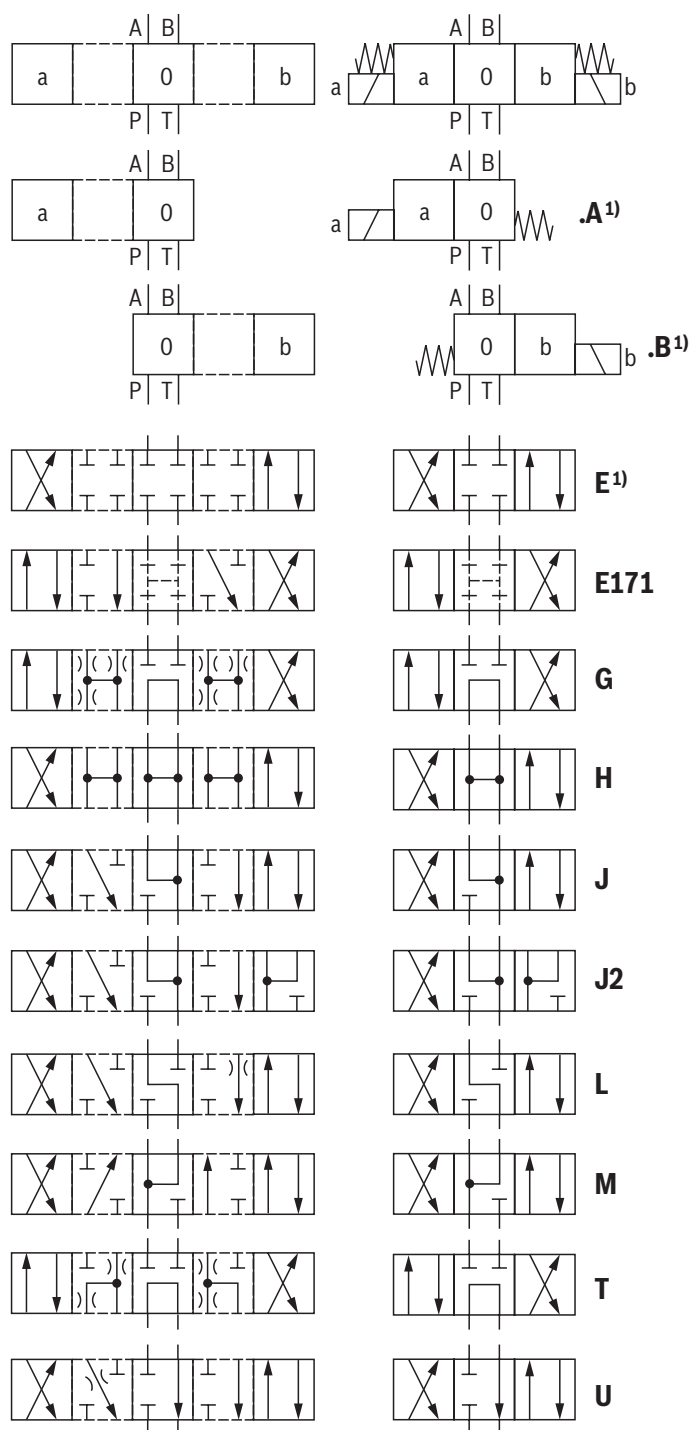 A B A B
a 0 b a a 0 b b
P T P T
A B A B
a 0 a a 0 .A1)
P T P T
A B A B
0 b 0 b b .B1)
P T P T
E1)
E171
G
H
J
J2
L
M
T
U